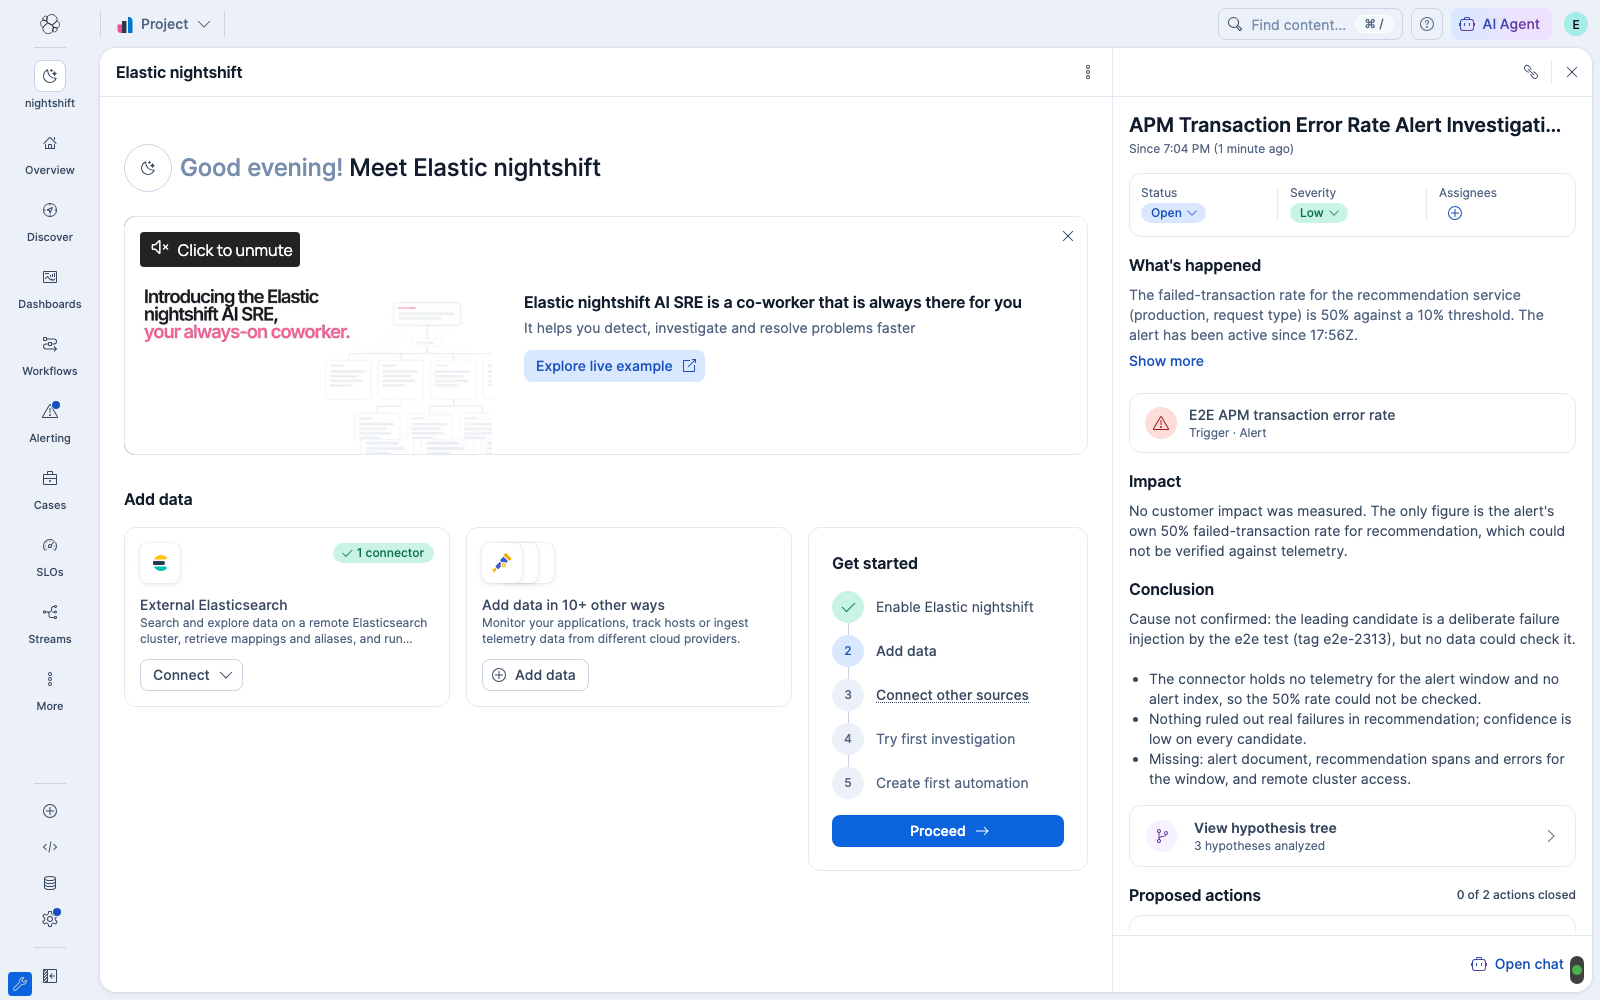 Project
Find content...
⌘ /
AI Agent
E
nightshift
Overview
Discover
Dashboards
Workflows
Alerting
Cases
SLOs
Streams
More
Elastic nightshift
Good evening! Meet Elastic nightshift
Click to unmute
Introducing the Elastic
nightshift AI SRE,
your always-on coworker.
Elastic nightshift AI SRE is a co-worker that is always there for you
It helps you detect, investigate and resolve problems faster
Explore live example
Add data
1 connector
External Elasticsearch
Search and explore data on a remote Elasticsearch
cluster, retrieve mappings and aliases, and run...
Connect
Add data in 10+ other ways
Monitor your applications, track hosts or ingest
telemetry data from different cloud providers.
Add data
Get started
Enable Elastic nightshift
2 Add data
3 Connect other sources
4 Try first investigation
5 Create first automation
Proceed
APM Transaction Error Rate Alert Investigati...
Since 7:04 PM (1 minute ago)
Status
Open
Severity
Low
Assignees
What's happened
The failed-transaction rate for the recommendation service
(production, request type) is 50% against a 10% threshold. The
alert has been active since 17:56Z.
Show more
E2E APM transaction error rate
Trigger · Alert
Impact
No customer impact was measured. The only figure is the alert's
own 50% failed-transaction rate for recommendation, which could
not be verified against telemetry.
Conclusion
Cause not confirmed: the leading candidate is a deliberate failure
injection by the e2e test (tag e2e-2313), but no data could check it.
• The connector holds no telemetry for the alert window and no
alert index, so the 50% rate could not be checked.
• Nothing ruled out real failures in recommendation; confidence is
low on every candidate.
• Missing: alert document, recommendation spans and errors for
the window, and remote cluster access.
View hypothesis tree
3 hypotheses analyzed
Proposed actions
0 of 2 actions closed
Open chat